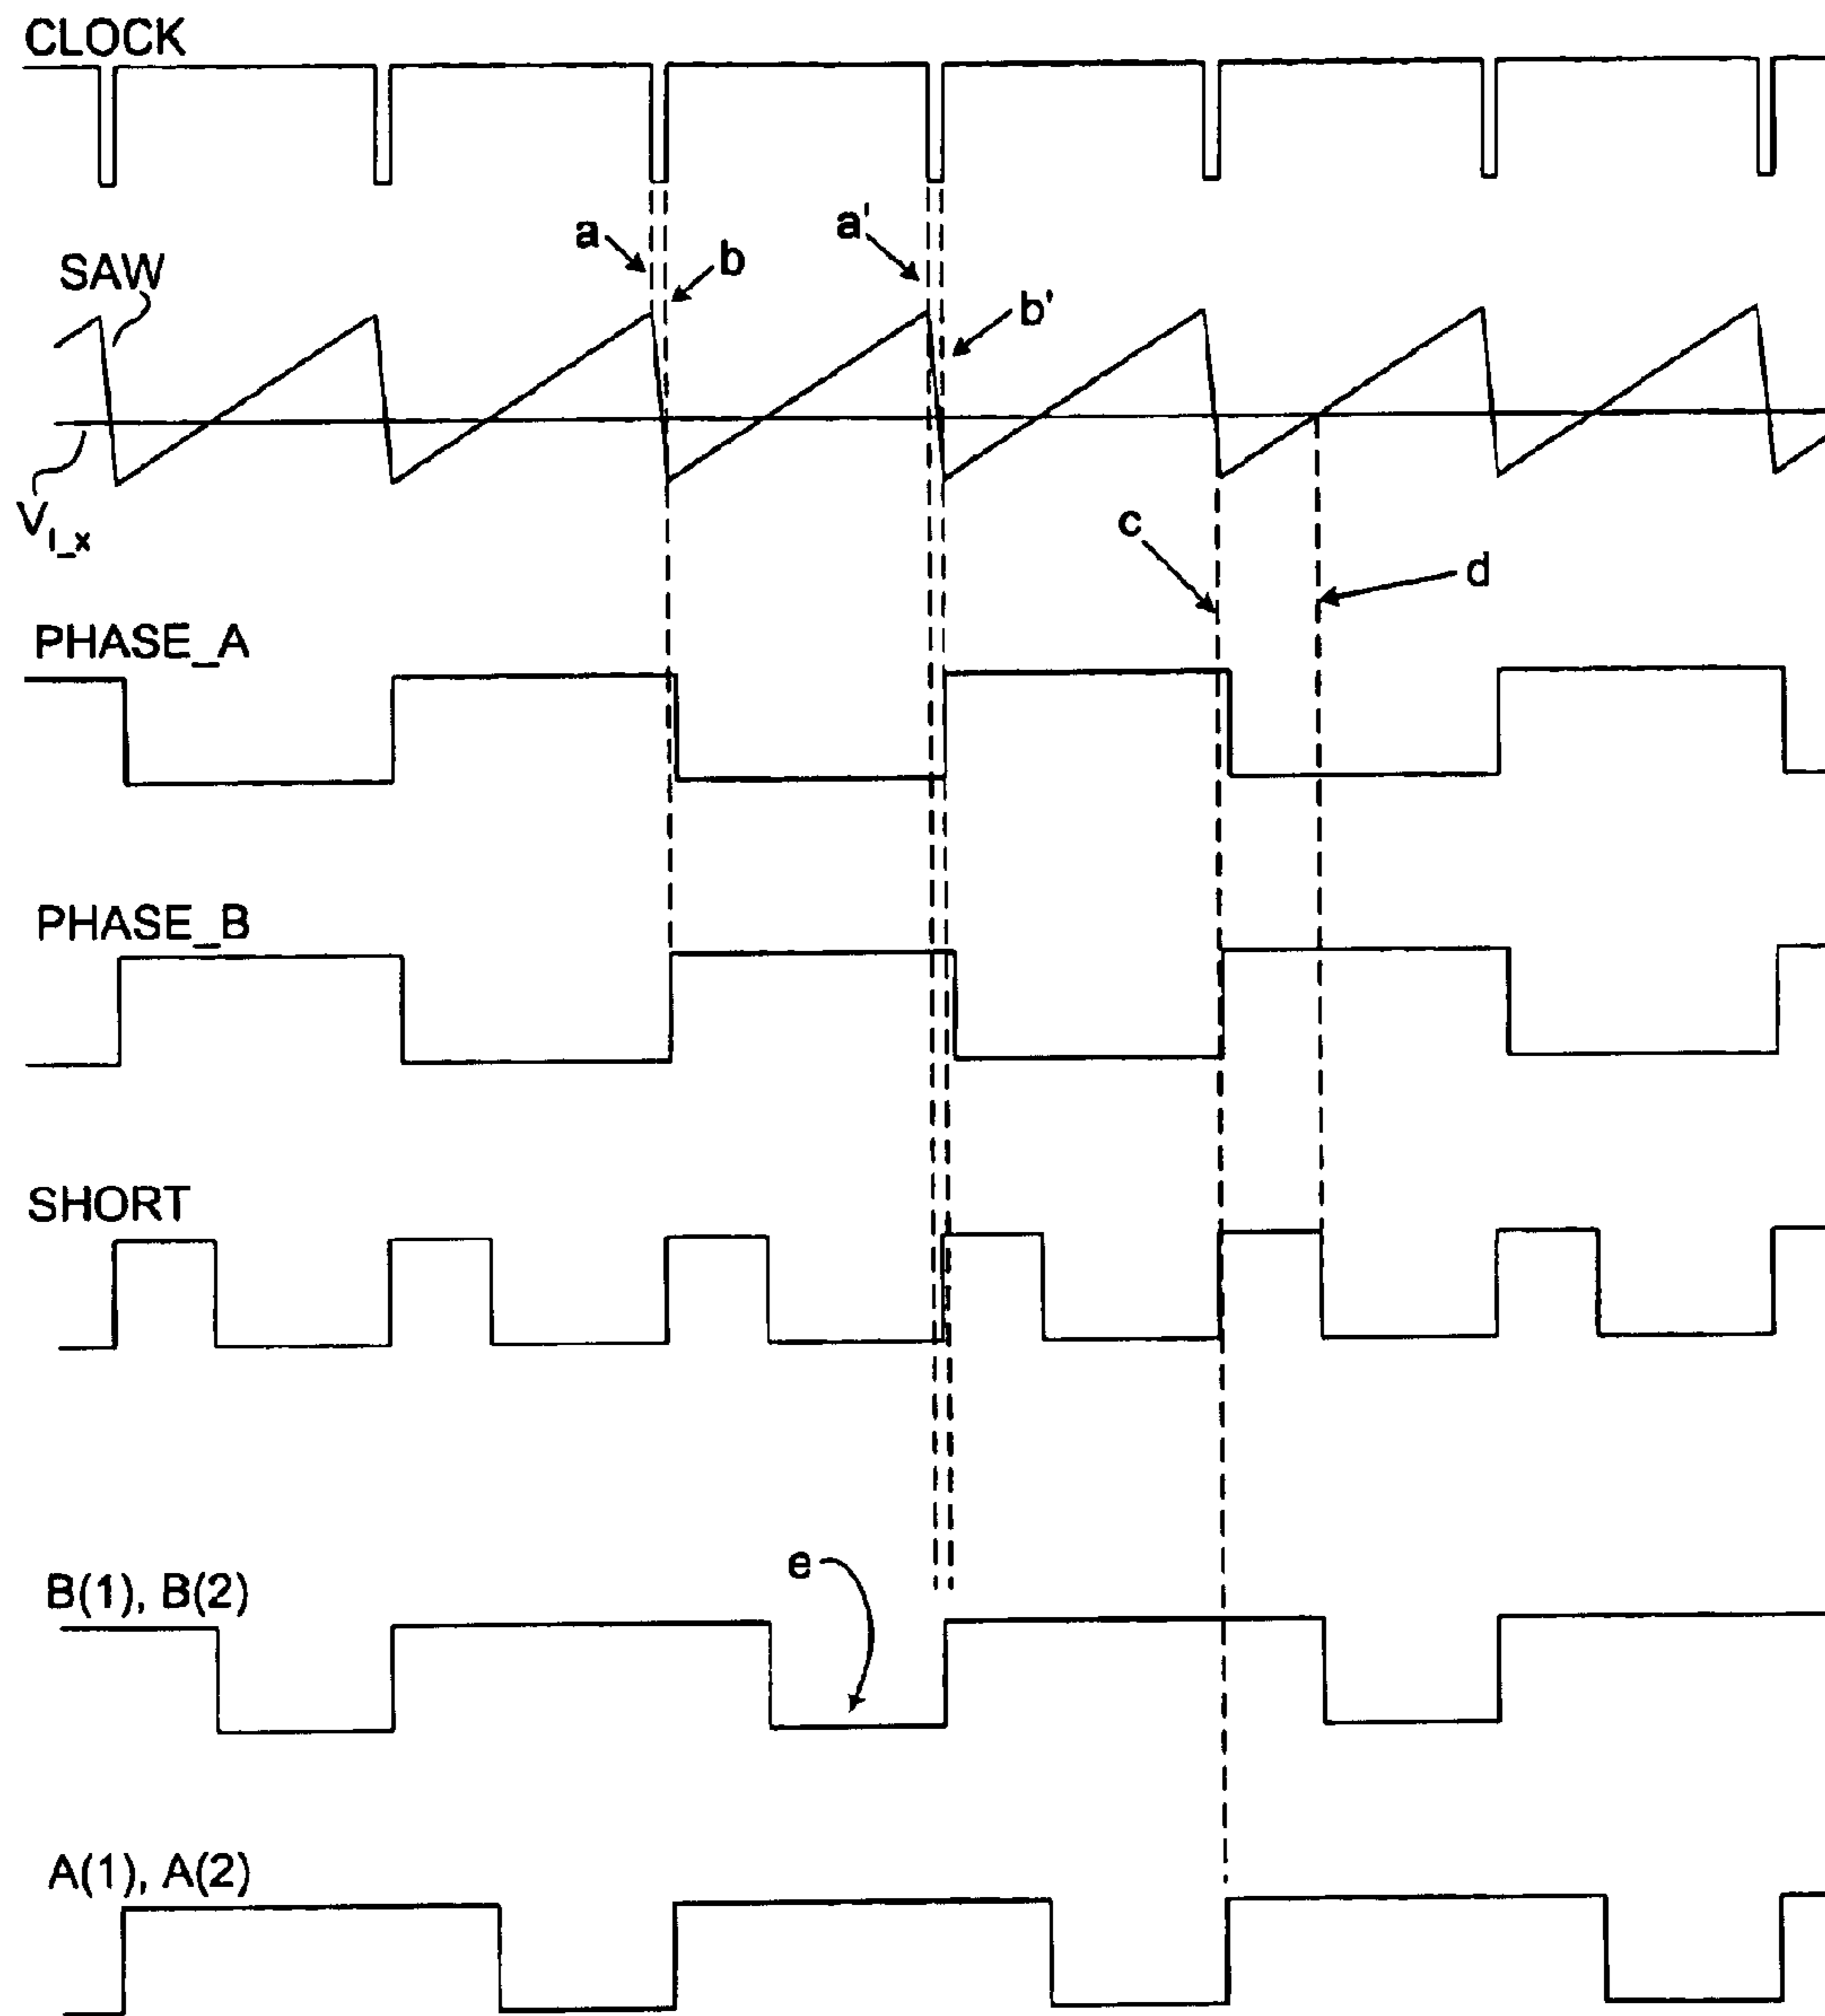 CLOCK
a
a'
b
SAW
b'
V_I_x
c
d
PHASE_A
PHASE_B
SHORT
e
B(1), B(2)
A(1), A(2)